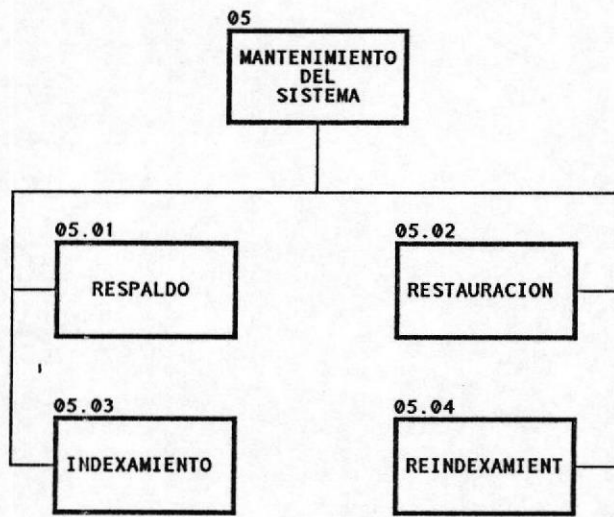 05
MANTENIMIENTO
DEL
SISTEMA
05.01
RESPALDO
05.02
RESTAURACION
05.03
INDEXAMIENTO
05.04
REINDEXAMIENT